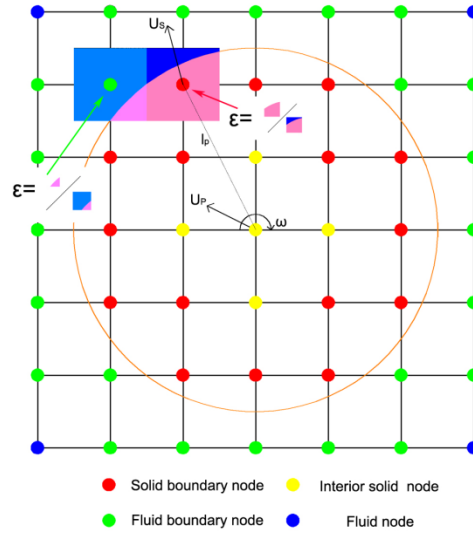 Us
ε=
lp
ε=
UP
ω
Solid boundary node
Interior solid node
Fluid boundary node
Fluid node